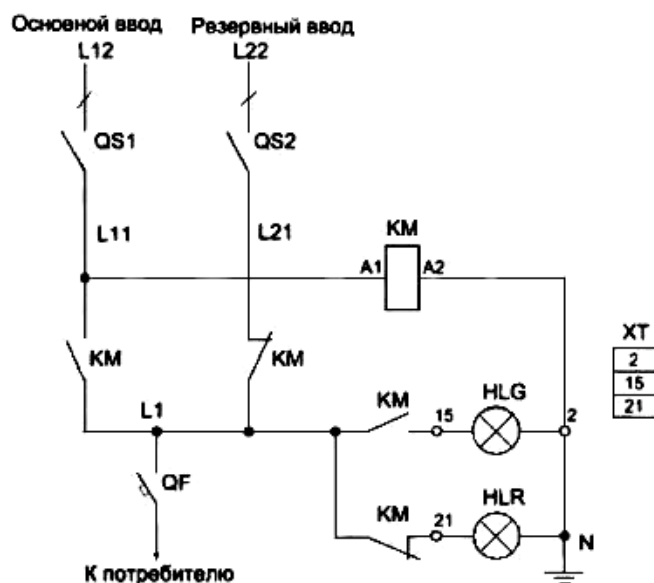 Основной ввод Резервный ввод
L12 L22
QS1 QS2
L11 L21 KM
A1 A2
KM KM
XT
2
15
21
L1 KM 15 HLG 2
QF KM 21 HLR
N
К потребителю